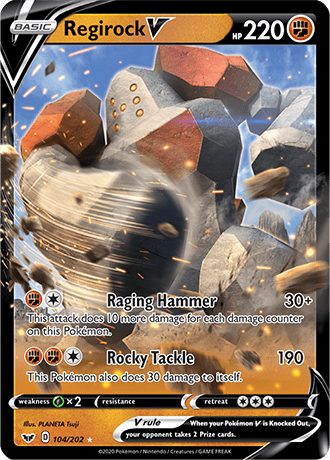 BASIC Regirock V HP 220
Raging Hammer 30+
This attack does 10 more damage for each damage counter
on this Pokémon.
Rocky Tackle 190
This Pokémon also does 30 damage to itself.
weakness ×2 resistance retreat
Illus. PLANETA Tsuji V rule When your Pokémon V is Knocked Out,
D 104/202 ★ your opponent takes 2 Prize cards.
©2020 Pokémon / Nintendo / Creatures / GAME FREAK